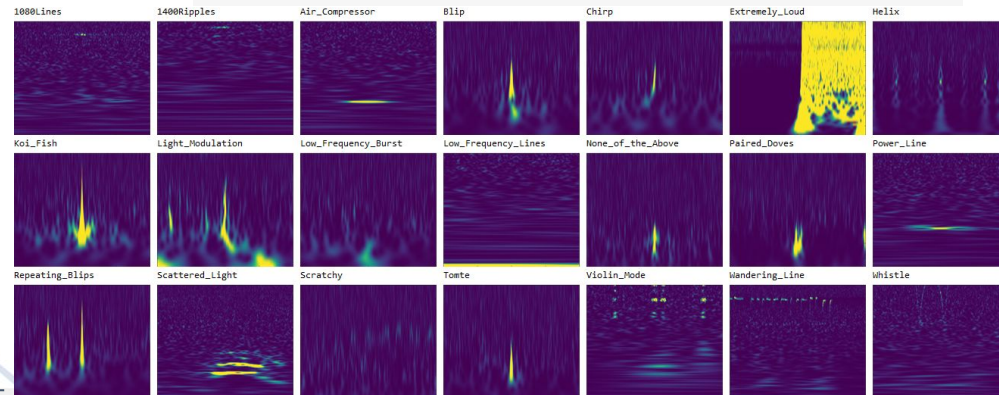 1080Lines 1400Ripples Air_Compressor Blip Chirp Extremely_Loud Helix
Koi_Fish Light_Modulation Low_Frequency_Burst Low_Frequency_Lines None_of_the_Above Paired_Doves Power_Line
Repeating_Blips Scattered_Light Scratchy Tomte Violin_Mode Wandering_Line Whistle